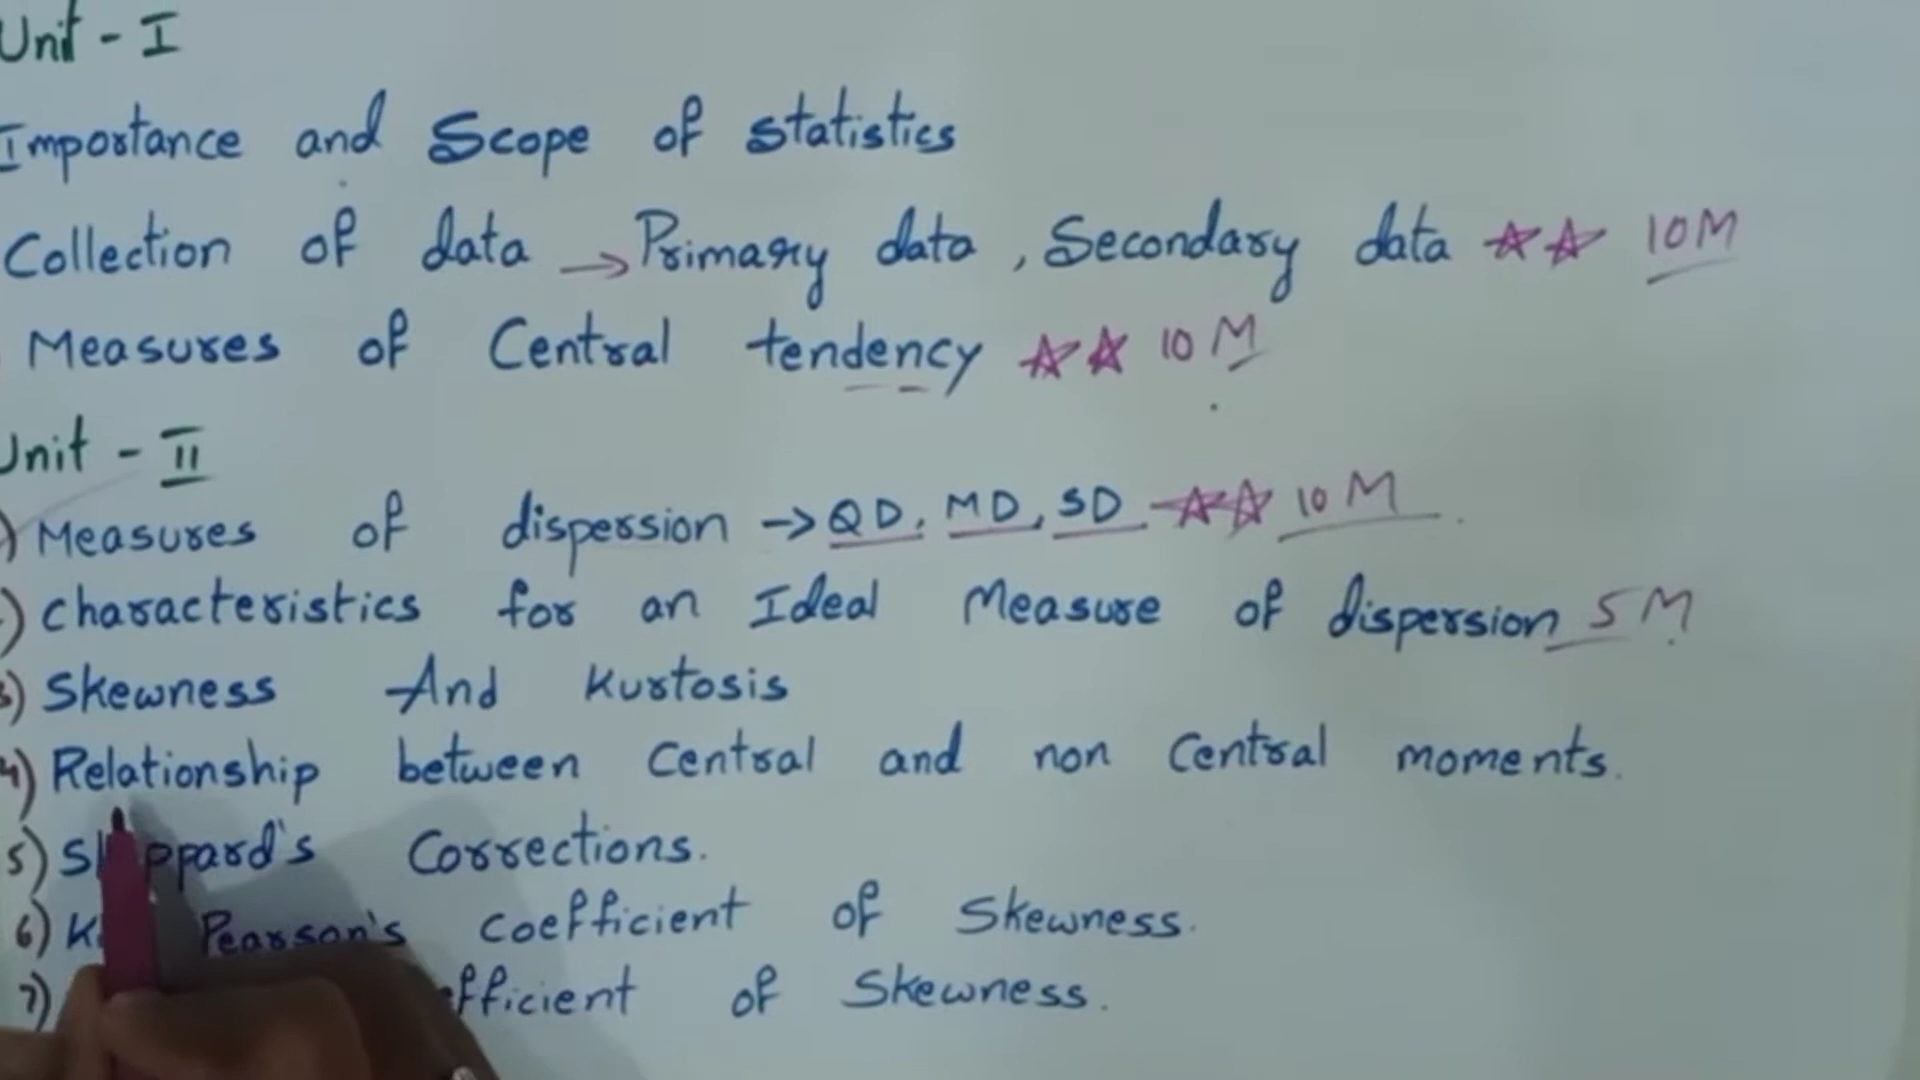 Unit - I
Importance and Scope of statistics
Collection of data → Primary data, Secondary data ☆☆ 10M
Measures of Central tendency ☆☆ 10 M
Unit - II
) Measures of dispersion → QD, MD, SD ☆☆ 10 M
) Characteristics for an Ideal Measure of dispersion 5 M
3) Skewness And Kurtosis
4) Relationship between Central and non Central moments.
5) Corrections.
6) Pearson's coefficient of Skewness.
7) of Skewness.